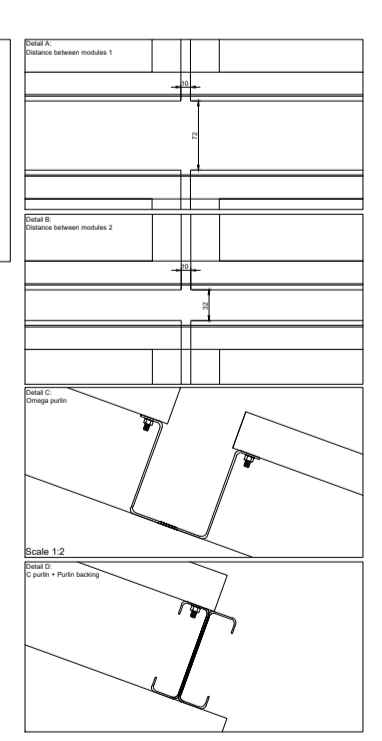 Detail A:
Distance between modules 1
10
72
Detail B:
Distance between modules 2
10
32
Detail C:
Omega purlin
Scale 1:2
Detail D:
C purlin + Purlin backing